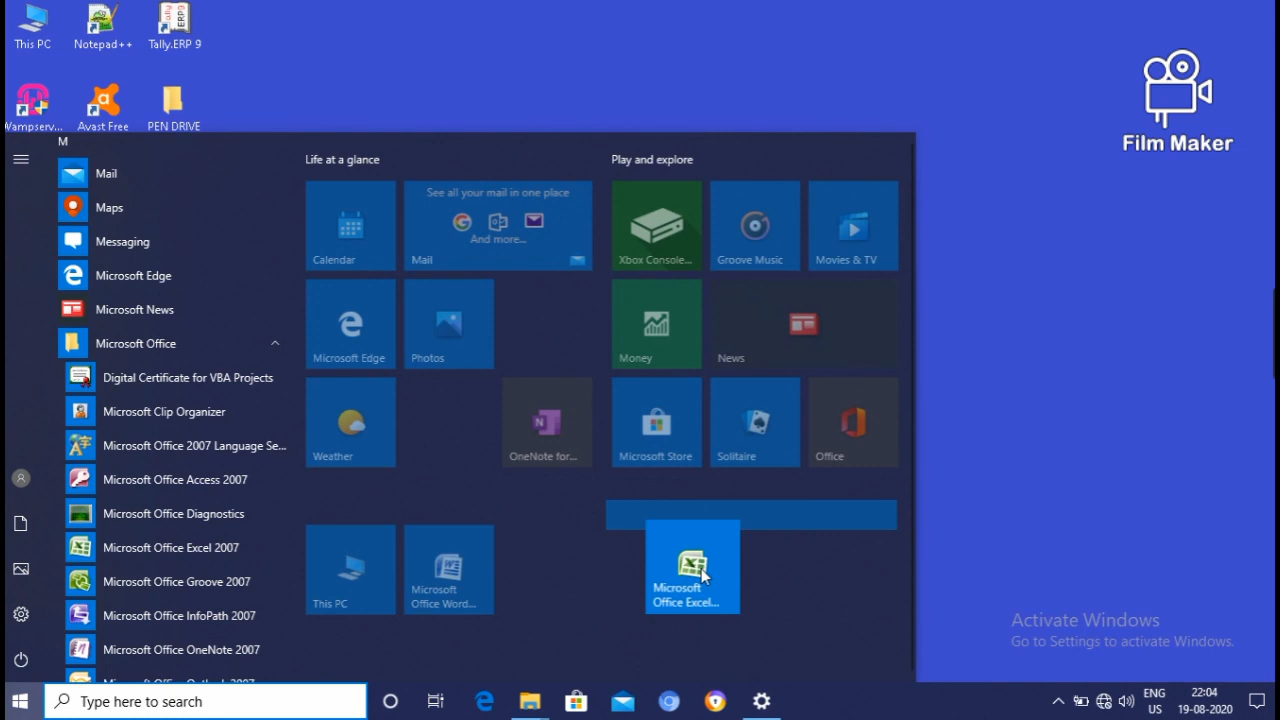 This PC
Notepad++
Tally.ERP 9
Wampserv...
Avast Free
PEN DRIVE
Film Maker
M
Mail
Maps
Messaging
Microsoft Edge
Microsoft News
Microsoft Office
Digital Certificate for VBA Projects
Microsoft Clip Organizer
Microsoft Office 2007 Language Se...
Microsoft Office Access 2007
Microsoft Office Diagnostics
Microsoft Office Excel 2007
Microsoft Office Groove 2007
Microsoft Office InfoPath 2007
Microsoft Office OneNote 2007
Microsoft Office Outlook 2007
Life at a glance
Calendar
See all your mail in one place
And more...
Mail
Microsoft Edge
Photos
Weather
OneNote for...
This PC
Microsoft
Office Word...
Play and explore
Xbox Console...
Groove Music
Movies & TV
Money
News
Microsoft Store
Solitaire
Office
Microsoft
Office Excel...
Activate Windows
Go to Settings to activate Windows.
Type here to search
ENG
US
22:04
19-08-2020